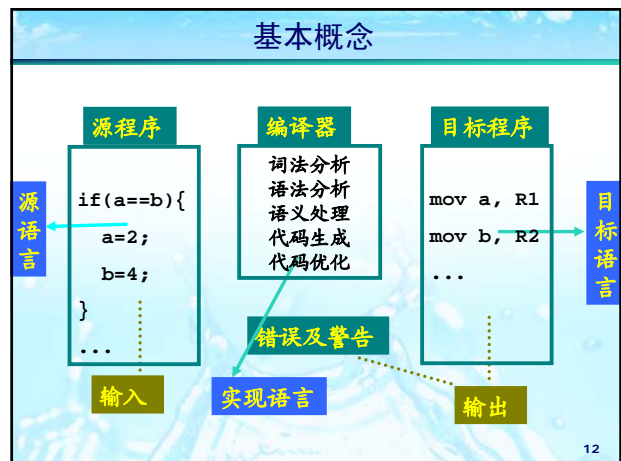 基本概念
源程序
编译器
目标程序
源语言
if(a==b){
a=2;
b=4;
}
...
词法分析
语法分析
语义处理
代码生成
代码优化
mov a, R1
mov b, R2
...
目标语言
错误及警告
输入
实现语言
输出
12